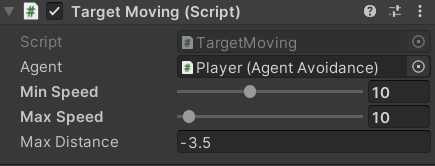 Target Moving (Script)
Script TargetMoving
Agent Player (Agent Avoidance)
Min Speed 10
Max Speed 10
Max Distance -3.5